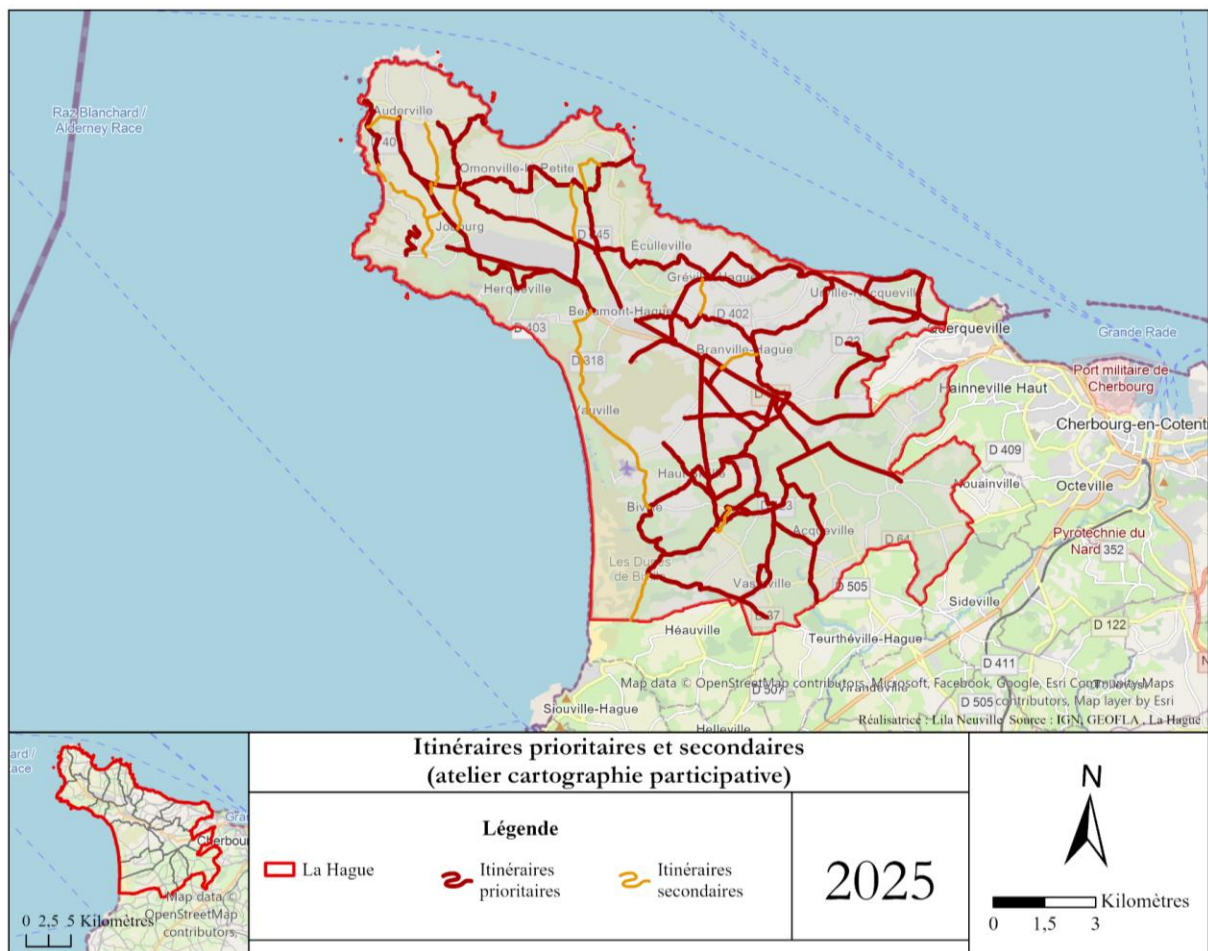 Raz Blanchard /
Alderney Race
Auderville
D 40
Omonville-la Petite
Jobourg
D 45
Éculleville
Herqueville
Gréville-Hague
Urville-Nacqueville
Beaumont-Hague
D 402
Querqueville
Grande Rade
D 403
Branville-Hague
D 22
D 318
Port militaire de
Cherbourg
Hainneville Haut
Vauville
Cherbourg-en-Cotenti
D 409
Nouainville
Octeville
Biville
Acqueville
D 64
Pyrotechnie du
Nard
352
Les Dunes
de
Vasteville
D 505
Sideville
D 37
Héauville
Teurthéville-Hague
D 122
D 411
Map data © OpenStreetMap contributors, Microsoft, Facebook, Google, Esri Community Maps
contributors, Map layer by Esri
D 507
Virandeville
D 505
Siouville-Hague
Helleville
Réalisatrice : Lila Neuville Source : IGN, GEOFLA , La Hague
Itinéraires prioritaires et secondaires
(atelier cartographie participative)
Légende
La Hague
Itinéraires
prioritaires
Itinéraires
secondaires
2025
N
Kilomètres
0 1,5 3
Cherbour
Map data ©
OpenStreetMap
contributors,
0 2,5 5 Kilomètres